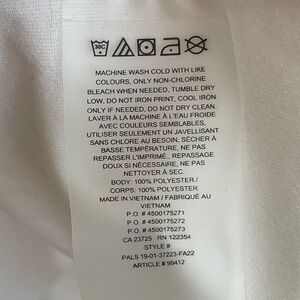 30C
MACHINE WASH COLD WITH LIKE
COLOURS, ONLY NON-CHLORINE
BLEACH WHEN NEEDED, TUMBLE DRY
LOW, DO NOT IRON PRINT, COOL IRON
ONLY IF NEEDED, DO NOT DRY CLEAN.
LAVER À LA MACHINE À L'EAU FROIDE
AVEC COULEURS SEMBLABLES,
UTILISER SEULEMENT UN JAVELLISANT
SANS CHLORE AU BESOIN, SÉCHER À
BASSE TEMPÉRATURE, NE PAS
REPASSER L'IMPRIMÉ, REPASSAGE
DOUX SI NÉCESSAIRE, NE PAS
NETTOYER À SEC.
BODY: 100% POLYESTER /
CORPS: 100% POLYESTER.
MADE IN VIETNAM / FABRIQUÉ AU
VIETNAM
P.O. # 4500175271
P.O. # 4500175272
P.O. # 4500175273
CA 23725 RN 122354
STYLE #
PALS 19-01-37223-FA22
ARTICLE # 99412